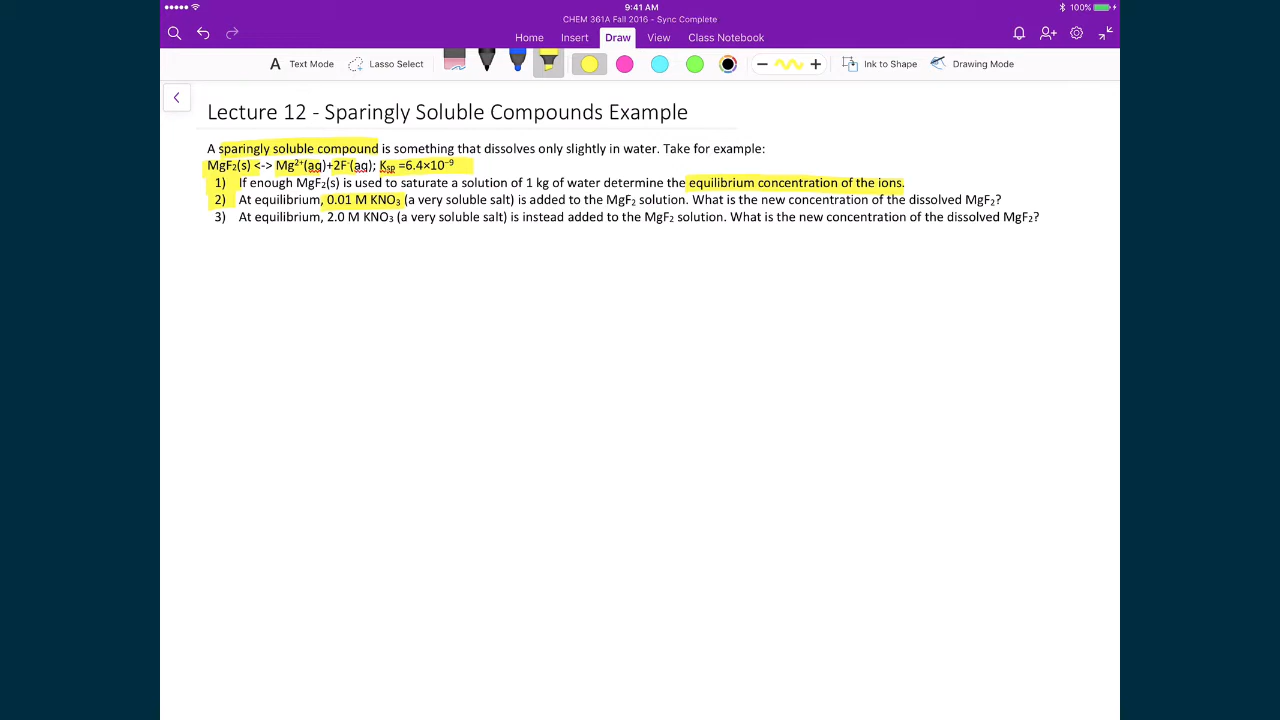 9:41 AM
100%
CHEM 361A Fall 2016 - Sync Complete
Home Insert Draw View Class Notebook
A Text Mode Lasso Select Ink to Shape Drawing Mode
Lecture 12 - Sparingly Soluble Compounds Example
A sparingly soluble compound is something that dissolves only slightly in water. Take for example:
MgF₂(s) <-> Mg²⁺(aq)+2F⁻(aq); Kₛₚ =6.4×10⁻⁹
1) If enough MgF₂(s) is used to saturate a solution of 1 kg of water determine the equilibrium concentration of the ions.
2) At equilibrium, 0.01 M KNO₃ (a very soluble salt) is added to the MgF₂ solution. What is the new concentration of the dissolved MgF₂?
3) At equilibrium, 2.0 M KNO₃ (a very soluble salt) is instead added to the MgF₂ solution. What is the new concentration of the dissolved MgF₂?